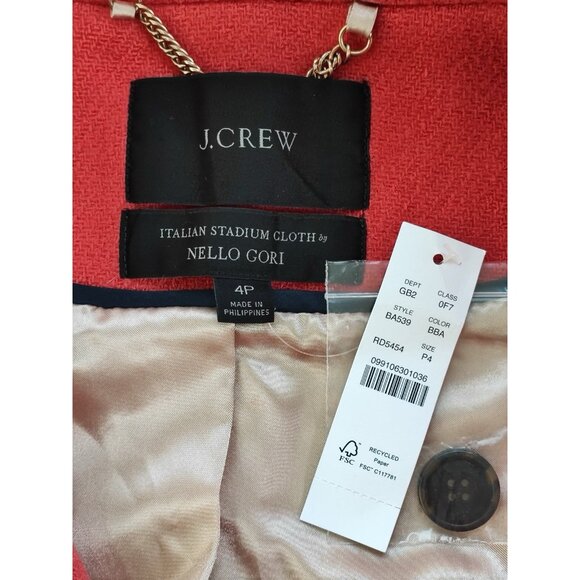 J.CREW
ITALIAN STADIUM CLOTH by
NELLO GORI
4P
MADE IN
PHILIPPINES
DEPT CLASS
GB2 0F7
STYLE COLOR
BA539 BBA
SIZE
RD5454 P4
099106301036
FSC
RECYCLED
Paper
FSC™ C117781